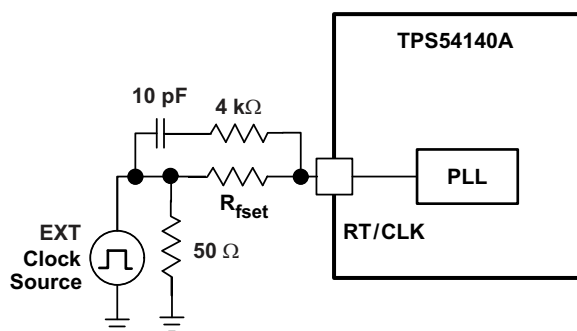 TPS54140A
10 pF
4 kΩ
PLL
Rfset
RT/CLK
EXT
Clock
Source
50 Ω